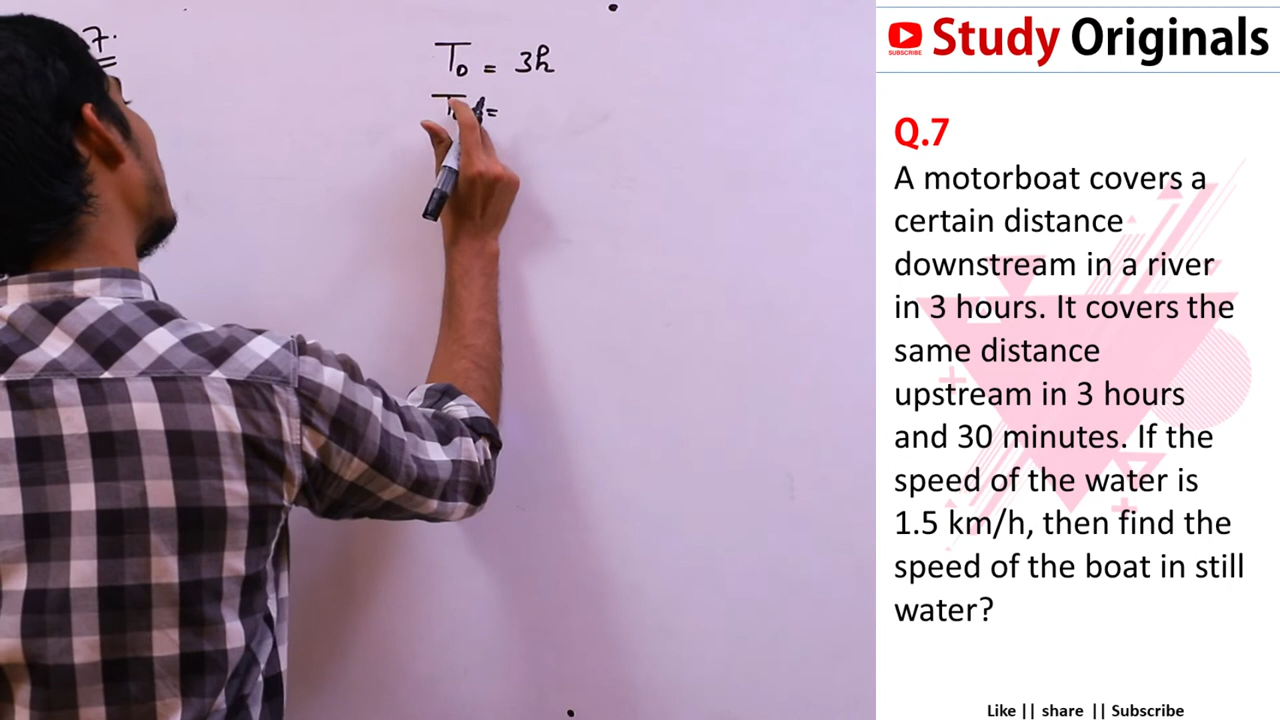 7.
T₀ = 3h
=
SUBSCRIBE
Study Originals
Q.7
A motorboat covers a
certain distance
downstream in a river
in 3 hours. It covers the
same distance
upstream in 3 hours
and 30 minutes. If the
speed of the water is
1.5 km/h, then find the
speed of the boat in still
water?
Like || share || Subscribe